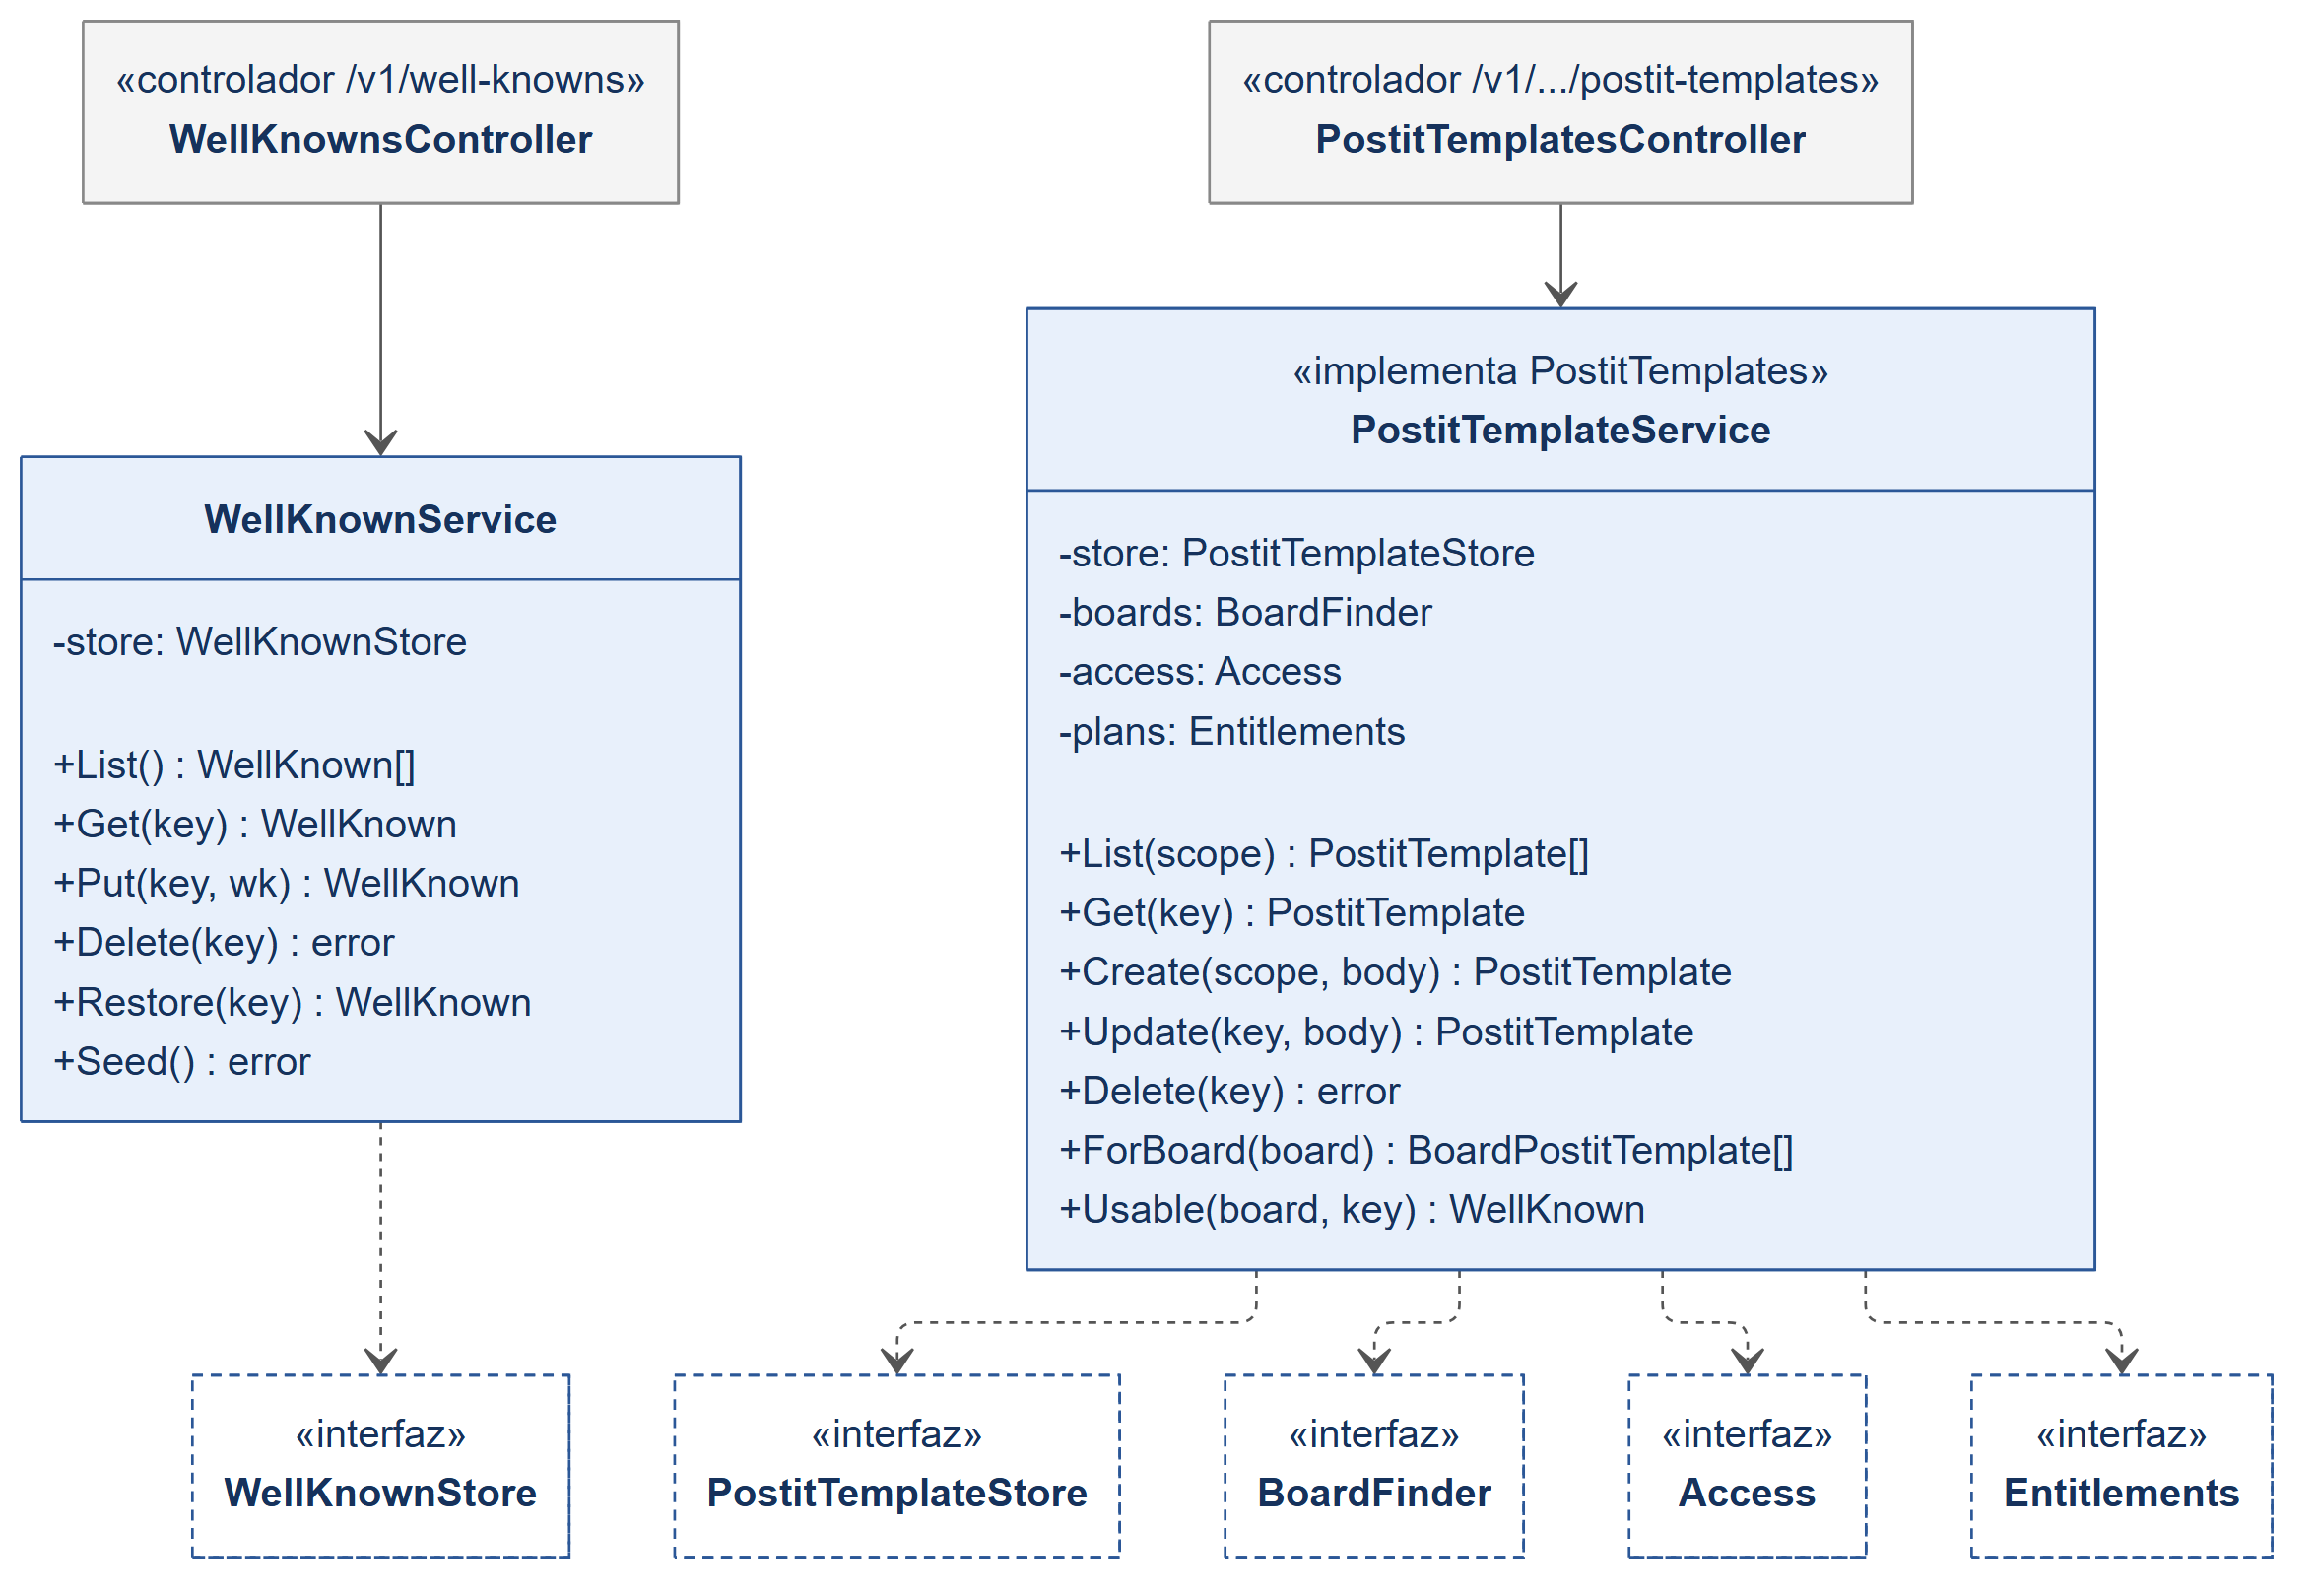 «controlador /v1/well-knowns»
WellKnownsController
«controlador /v1/.../postit-templates»
PostitTemplatesController
WellKnownService
-store: WellKnownStore
+List() : WellKnown[]
+Get(key) : WellKnown
+Put(key, wk) : WellKnown
+Delete(key) : error
+Restore(key) : WellKnown
+Seed() : error
«implementa PostitTemplates»
PostitTemplateService
-store: PostitTemplateStore
-boards: BoardFinder
-access: Access
-plans: Entitlements
+List(scope) : PostitTemplate[]
+Get(key) : PostitTemplate
+Create(scope, body) : PostitTemplate
+Update(key, body) : PostitTemplate
+Delete(key) : error
+ForBoard(board) : BoardPostitTemplate[]
+Usable(board, key) : WellKnown
«interfaz»
WellKnownStore
«interfaz»
PostitTemplateStore
«interfaz»
BoardFinder
«interfaz»
Access
«interfaz»
Entitlements